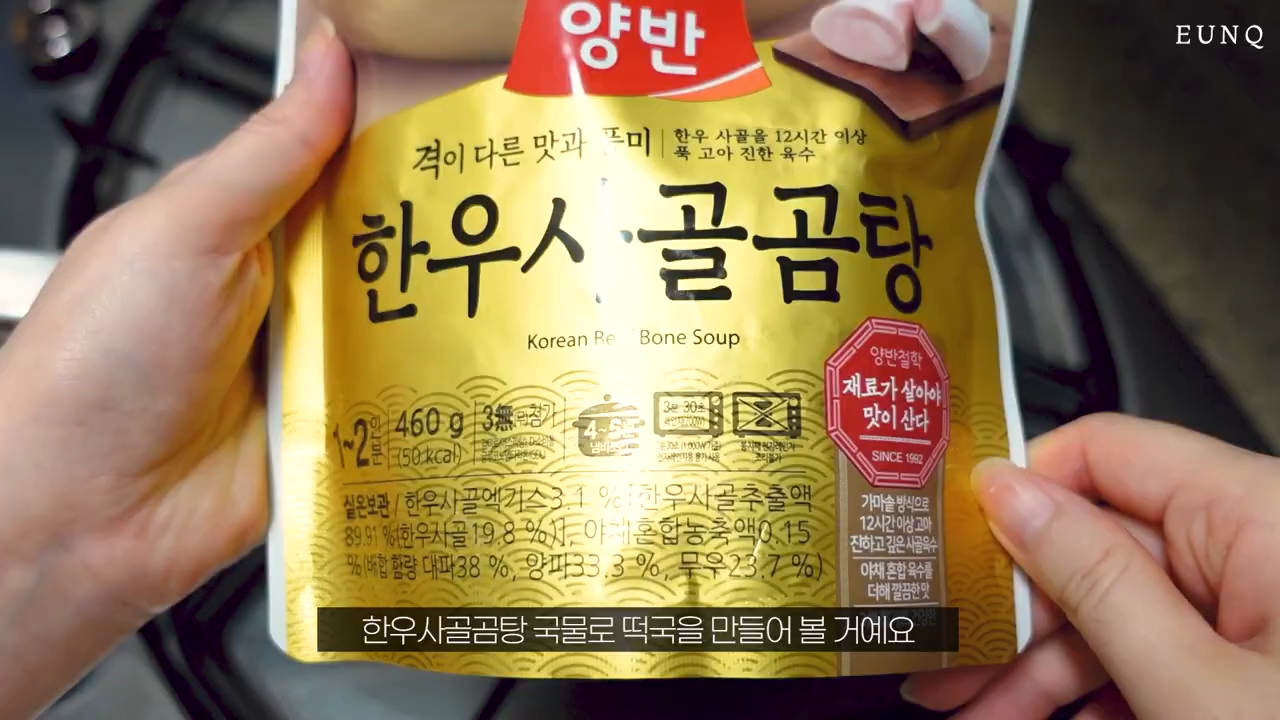 EUNQ
양반
격이 다른 맛과 풍미
한우 사골을 12시간 이상
푹 고아 진한 육수
한우사골곰탕
Korean Beef Bone Soup
양반철학
재료가 살아야
맛이 산다
SINCE 1992
1~2인분
460 g
(50 kcal)
3無
4~5분
3분 30초
실온보관 / 한우사골엑기스3.1 %[한우사골추출액
89.91 %(한우사골19.8 %)], 야채혼합농축액0.15
%(배합 함량 대파38 %, 양파33.3 %, 무우23.7 %)
가마솥 방식으로
12시간 이상 고아
진하고 깊은 사골육수
야채 혼합 육수를
더해 깔끔한 맛
한우사골곰탕 국물로 떡국을 만들어 볼 거예요